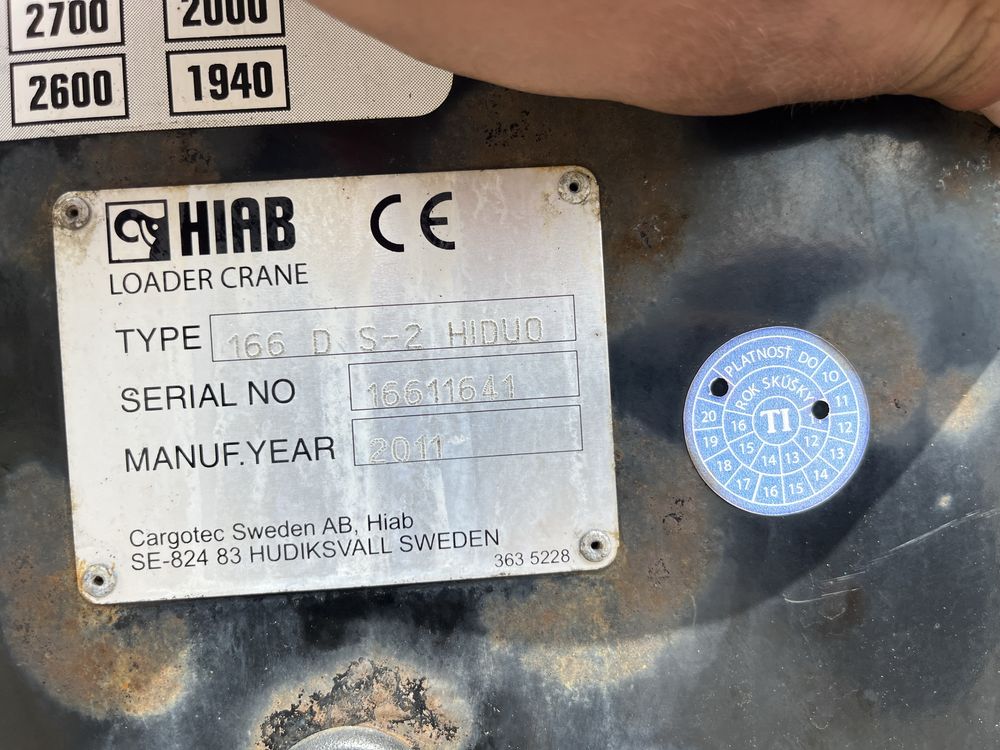 2700
2000
2600
1940
HIAB CE
LOADER CRANE
TYPE 166 D S-2 HIDUO
SERIAL NO 16611641
MANUF.YEAR 2011
Cargotec Sweden AB, Hiab
SE-824 83 HUDIKSVALL SWEDEN
363 5228
PLATNOSŤ DO
10 11 12 13 14 15 16 17 18 19 20
ROK SKÚŠKY
12 13 14 15 16
TI